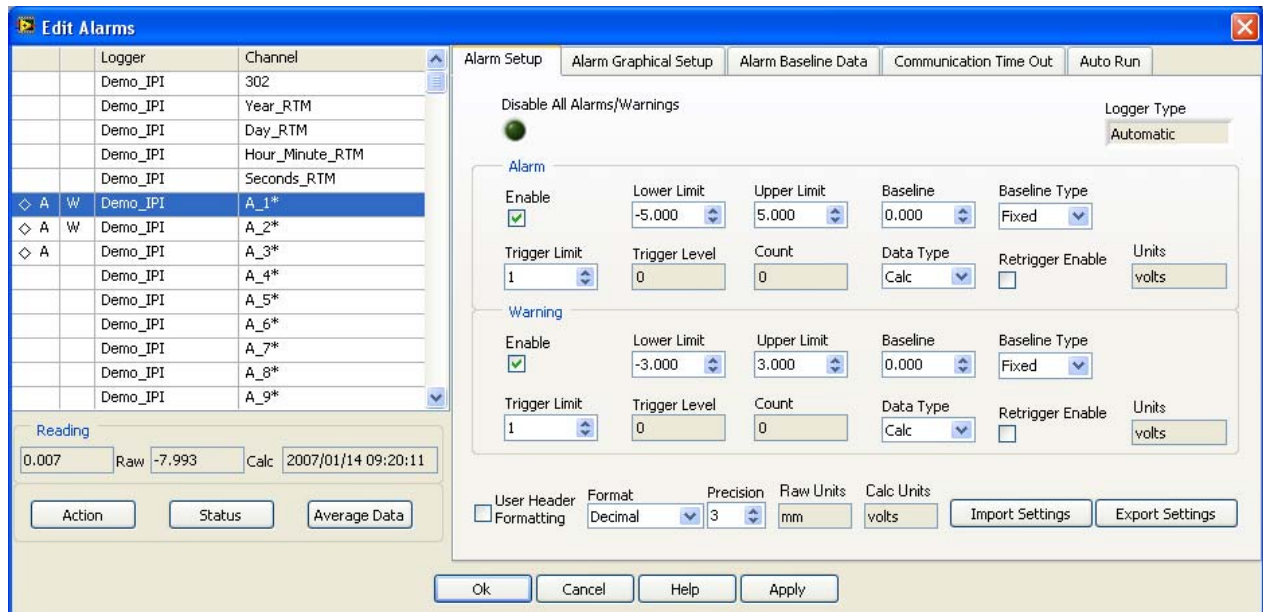 Edit Alarms
Logger Channel
Demo_IPI 302
Demo_IPI Year_RTM
Demo_IPI Day_RTM
Demo_IPI Hour_Minute_RTM
Demo_IPI Seconds_RTM
◇ A W Demo_IPI A_1*
◇ A W Demo_IPI A_2*
◇ A Demo_IPI A_3*
Demo_IPI A_4*
Demo_IPI A_5*
Demo_IPI A_6*
Demo_IPI A_7*
Demo_IPI A_8*
Demo_IPI A_9*
Reading
0.007 Raw -7.993 Calc 2007/01/14 09:20:11
Action Status Average Data
Alarm Setup Alarm Graphical Setup Alarm Baseline Data Communication Time Out Auto Run
Disable All Alarms/Warnings
Logger Type
Automatic
Alarm
Enable Lower Limit Upper Limit Baseline Baseline Type
-5.000 5.000 0.000 Fixed
Trigger Limit Trigger Level Count Data Type Retrigger Enable Units
1 0 0 Calc volts
Warning
Enable Lower Limit Upper Limit Baseline Baseline Type
-3.000 3.000 0.000 Fixed
Trigger Limit Trigger Level Count Data Type Retrigger Enable Units
1 0 0 Calc volts
User Header Formatting Format Precision Raw Units Calc Units
Decimal 3 mm volts Import Settings Export Settings
Ok Cancel Help Apply